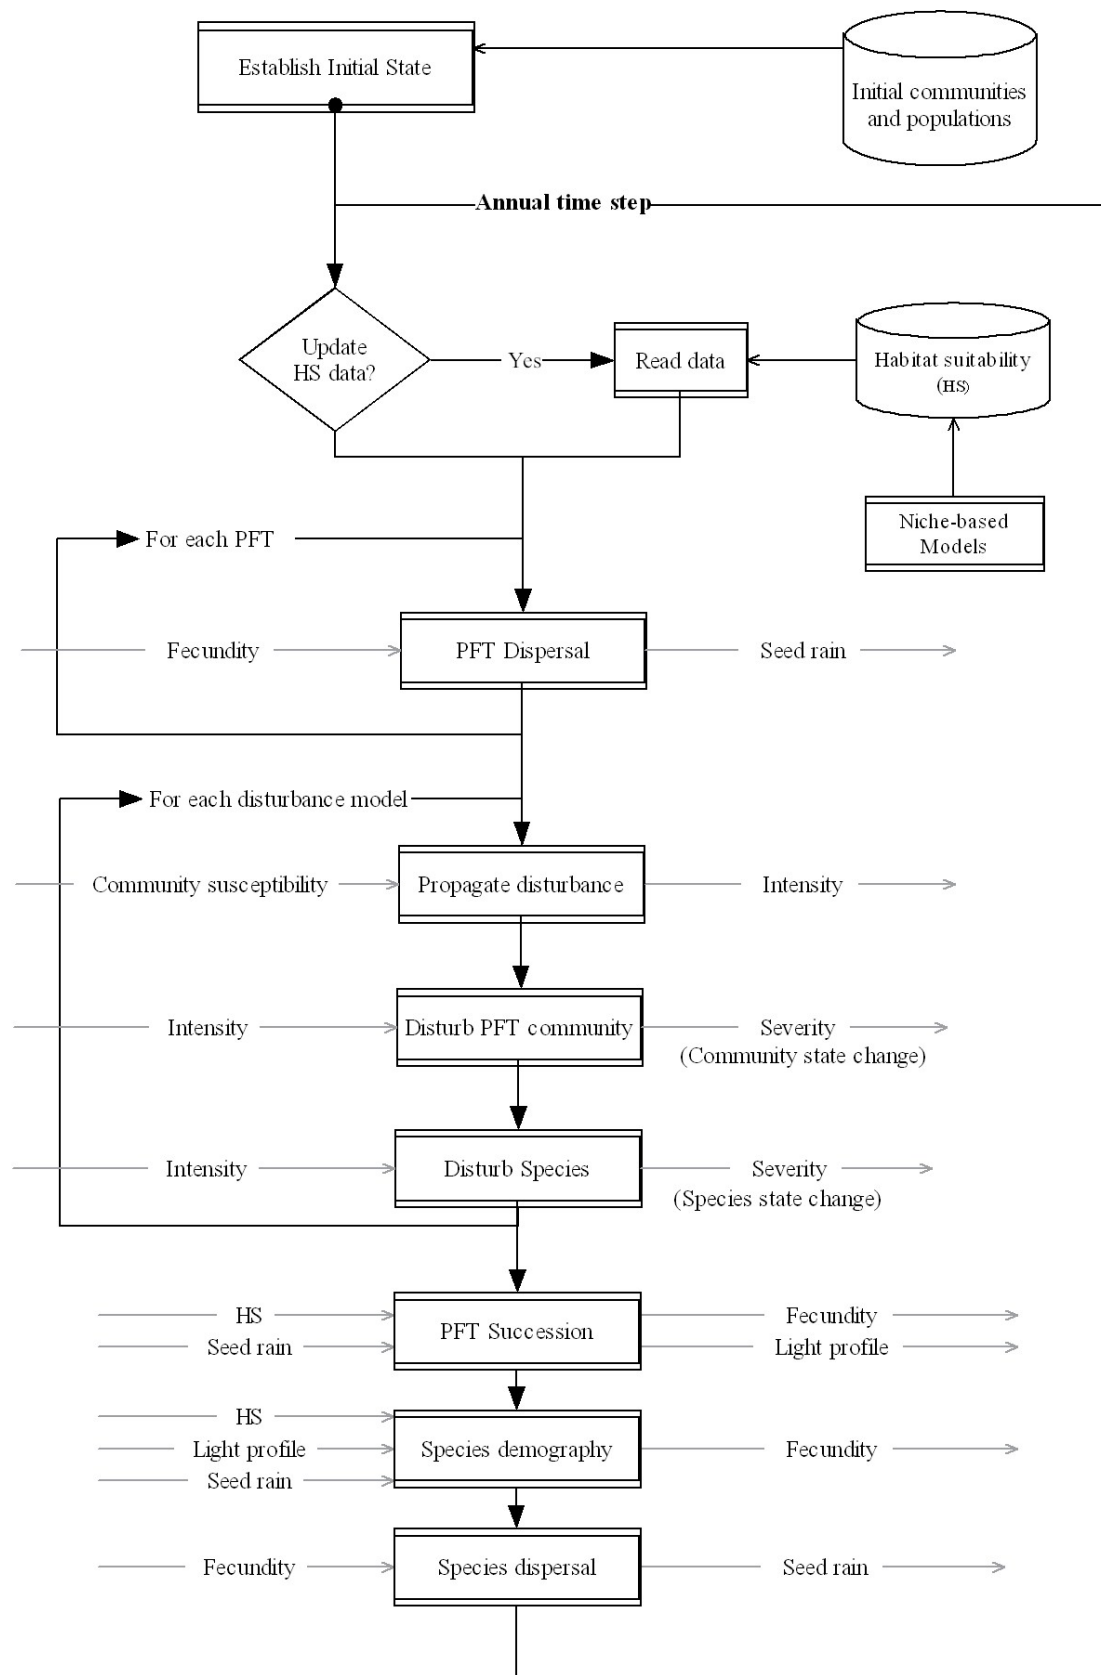 Establish Initial State
Initial communities
and populations
Annual time step
Update
HS data?
Yes
Read data
Habitat suitability
(HS)
Niche-based
Models
For each PFT
Fecundity
PFT Dispersal
Seed rain
For each disturbance model
Community susceptibility
Propagate disturbance
Intensity
Intensity
Disturb PFT community
Severity
(Community state change)
Intensity
Disturb Species
Severity
(Species state change)
HS
Seed rain
PFT Succession
Fecundity
Light profile
HS
Light profile
Seed rain
Species demography
Fecundity
Fecundity
Species dispersal
Seed rain